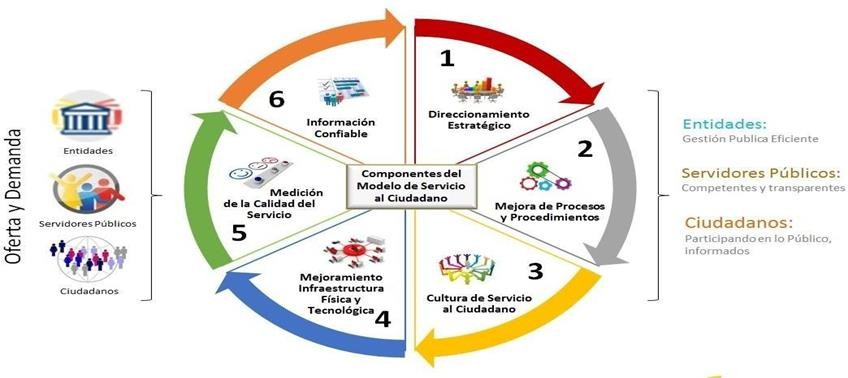 Oferta y Demanda
Entidades
Servidores Públicos
Ciudadanos
Componentes del
Modelo de Servicio
al Ciudadano
1
Direccionamiento
Estratégico
2
Mejora de Procesos
y Procedimientos
3
Cultura de Servicio
al Ciudadano
4
Mejoramiento
Infraestructura
Física y
Tecnológica
5
Medición
de la Calidad del
Servicio
6
Información
Confiable
Entidades:
Gestión Publica Eficiente
Servidores Públicos:
Competentes y transparentes
Ciudadanos:
Participando en lo Público,
informados